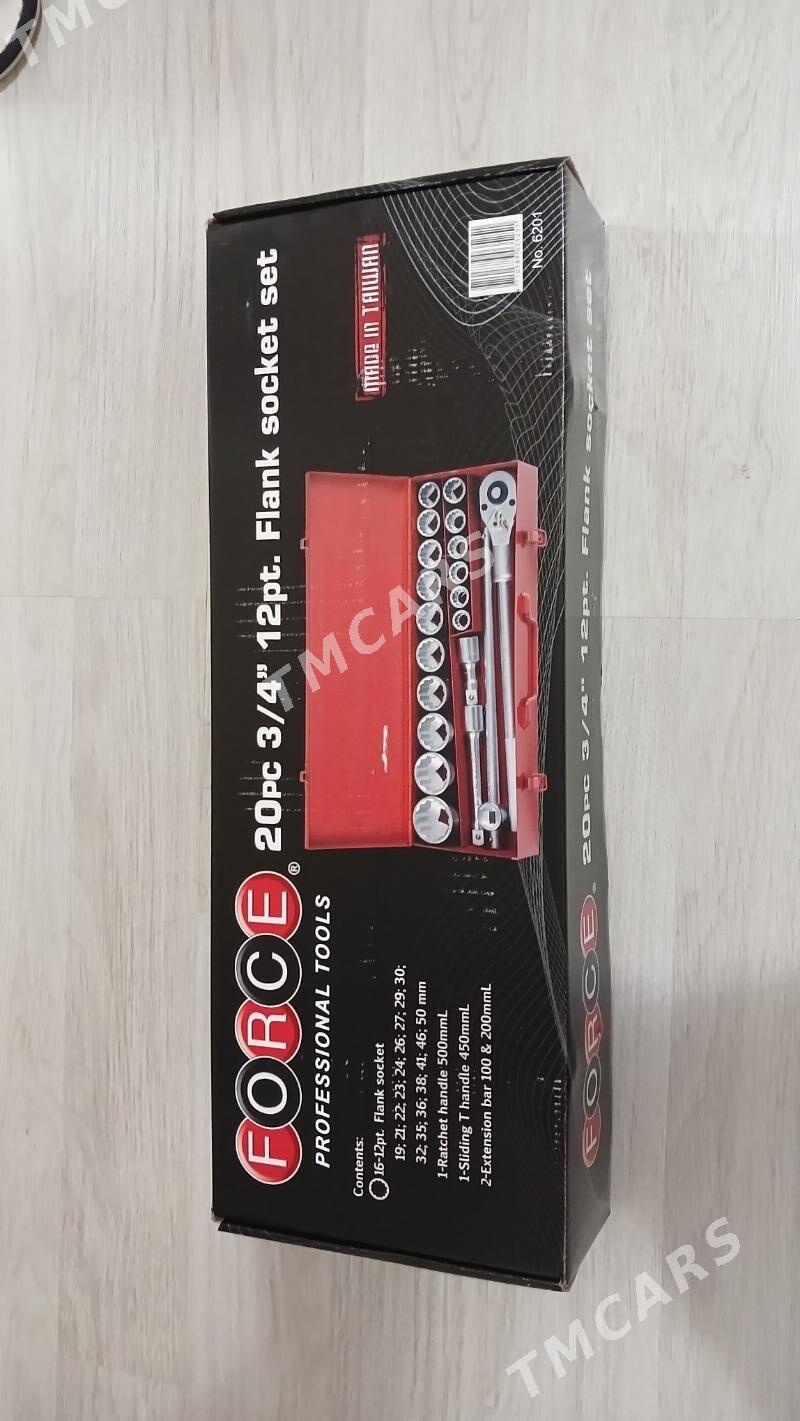 FORCE®
PROFESSIONAL TOOLS
20PC 3/4" 12pt. Flank socket set
MADE IN TAIWAN
No. 6201
Contents:
16-12pt. Flank socket
19; 21; 22; 23; 24; 26; 27; 29; 30;
32; 35; 36; 38; 41; 46; 50 mm
1-Ratchet handle 500mmL
1-Sliding T handle 450mmL
2-Extension bar 100 & 200mmL
FORCE® 20PC 3/4" 12pt. Flank socket set
TMCARS
TMCARS
TMCARS